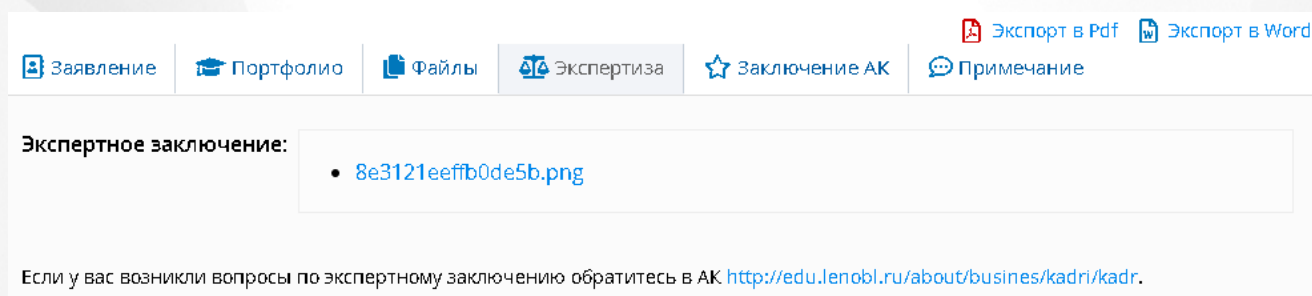 Экспорт в Pdf Экспорт в Word
Заявление Портфолио Файлы Экспертиза Заключение АК Примечание
Экспертное заключение:
• 8e3121eeffb0de5b.png
Если у вас возникли вопросы по экспертному заключению обратитесь в АК http://edu.lenobl.ru/about/busines/kadri/kadr.